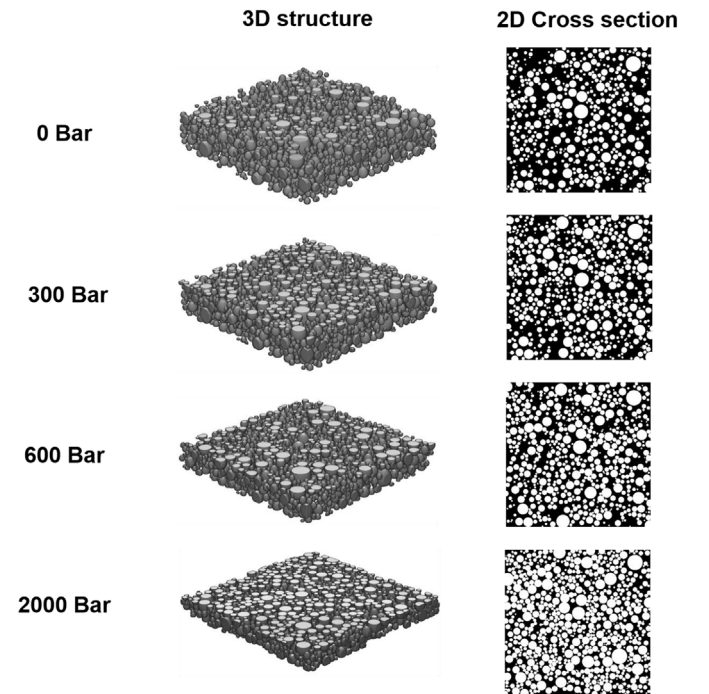 3D structure
2D Cross section
0 Bar
300 Bar
600 Bar
2000 Bar